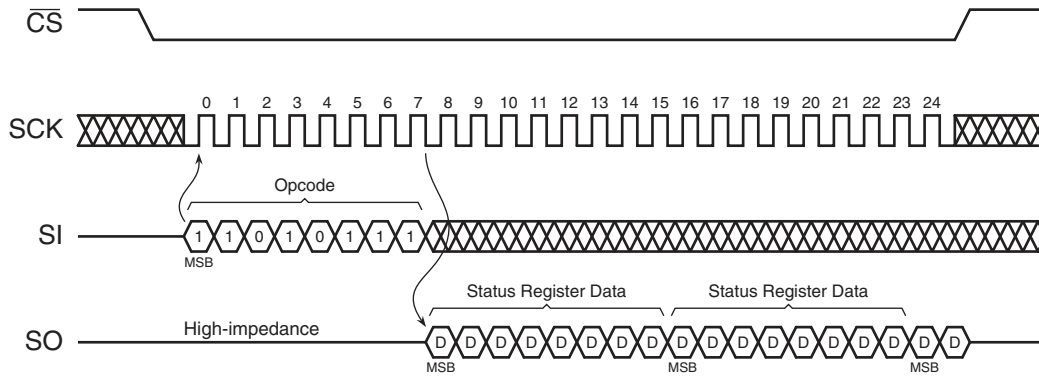 CS
0 1 2 3 4 5 6 7 8 9 10 11 12 13 14 15 16 17 18 19 20 21 22 23 24
SCK
Opcode
SI 1 1 0 1 0 1 1 1
MSB
Status Register Data Status Register Data
High-impedance
SO D D D D D D D D D D D D D D D D D D
MSB MSB MSB